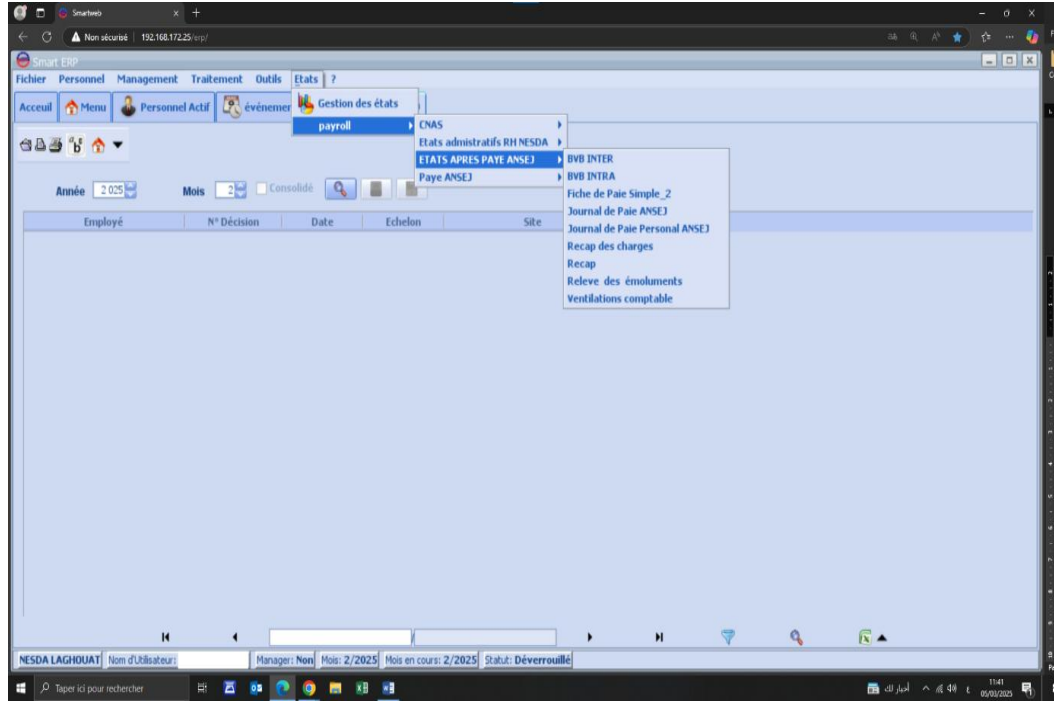 Smartweb
Non sécurisé 192.168.172.25/erp/
Smart ERP
Fichier Personnel Management Traitement Outils Etats ?
Acceuil Menu Personnel Actif
Gestion des états
payroll
CNAS
Etats admistratifs RH NESDA
ETATS APRES PAYE ANSEJ
Paye ANSEJ
BVB INTER
BVB INTRA
Fiche de Paie Simple_2
Journal de Paie ANSEJ
Journal de Paie Personal ANSEJ
Recap des charges
Recap
Releve des émoluments
Ventilations comptable
Année 2 025 Mois 2 Consolidé
Employé N° Décision Date Echelon Site
/
NESDA LAGHOUAT Nom d'Utilisateur: Manager: Non Mois: 2/2025 Mois en cours: 2/2025 Statut: Déverrouillé
Taper ici pour rechercher
أخبار لك
ع
11:41
05/03/2025